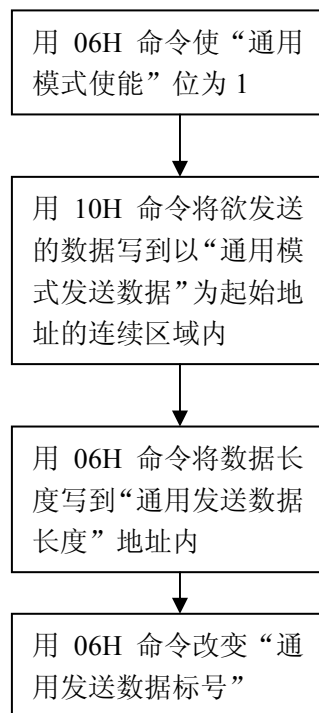 用 06H 命令使“通用
模式使能”位为 1
用 10H 命令将欲发送
的数据写到以“通用模
式发送数据”为起始地
址的连续区域内
用 06H 命令将数据长
度写到“通用发送数据
长度”地址内
用 06H 命令改变“通
用发送数据标号”